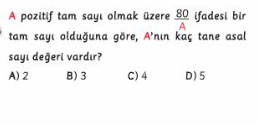 A pozitif tam sayı olmak üzere 80/A ifadesi bir
tam sayı olduğuna göre, A'nın kaç tane asal
sayı değeri vardır?
A) 2 B) 3 C) 4 D) 5